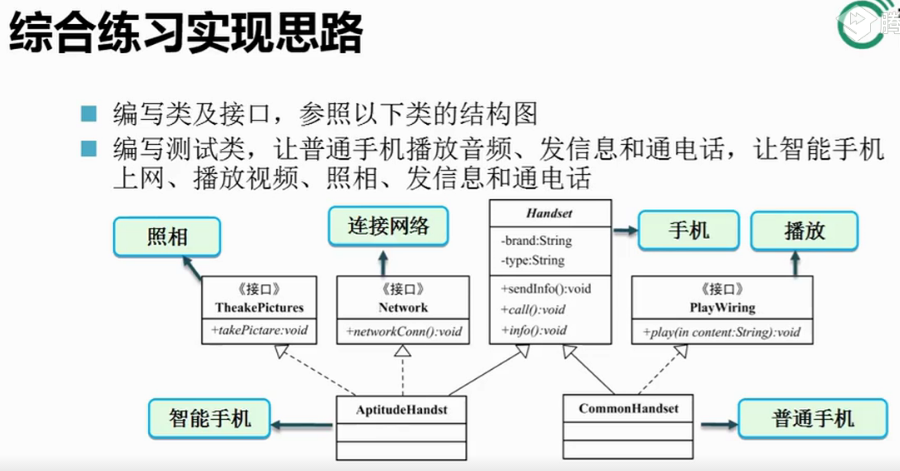 综合练习实现思路
编写类及接口，参照以下类的结构图
编写测试类，让普通手机播放音频、发信息和通电话，让智能手机
上网、播放视频、照相、发信息和通电话
照相
连接网络
Handset
-brand:String
-type:String
+sendInfo():void
+call():void
+info():void
手机
播放
《接口》
TheakePictures
+takePictare:void
《接口》
Network
+networkConn():void
《接口》
PlayWiring
+play(in content:String):void
智能手机
AptitudeHandst
CommonHandset
普通手机